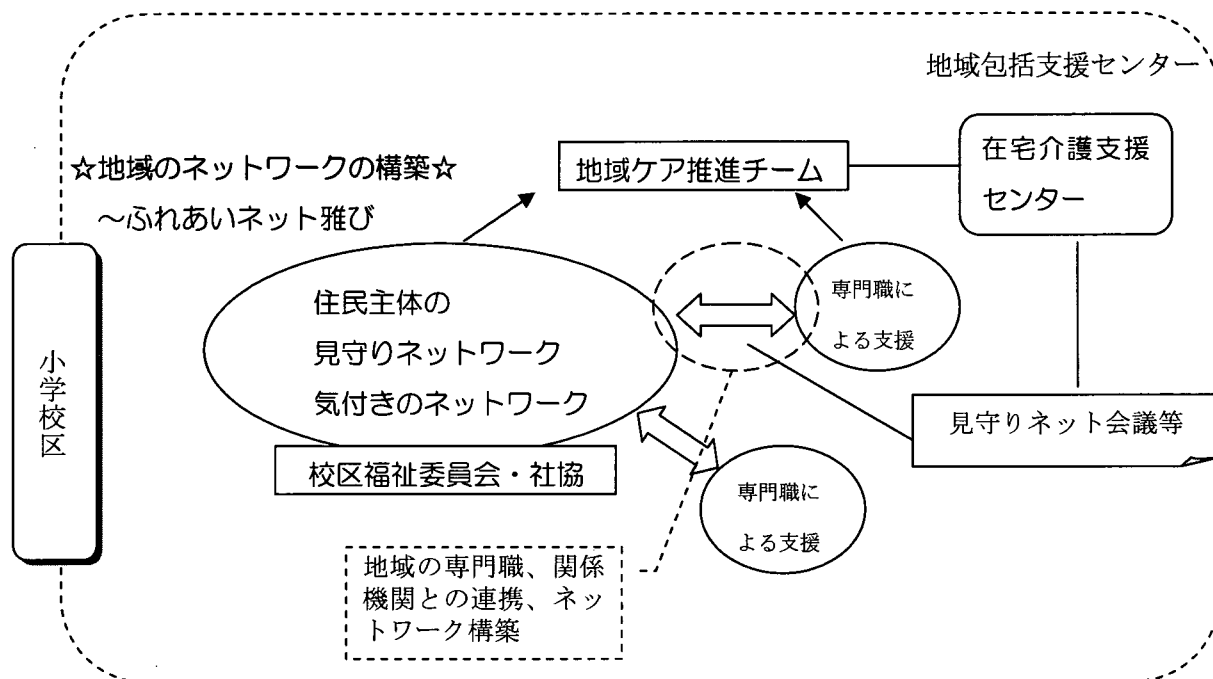 地域包括支援センター
☆地域のネットワークの構築☆
～ふれあいネット雅び
地域ケア推進チーム
在宅介護支援
センター
小学校区
住民主体の
見守りネットワーク
気付きのネットワーク
専門職に
よる支援
校区福祉委員会・社協
見守りネット会議等
専門職に
よる支援
地域の専門職、関係
機関との連携、ネッ
トワーク構築